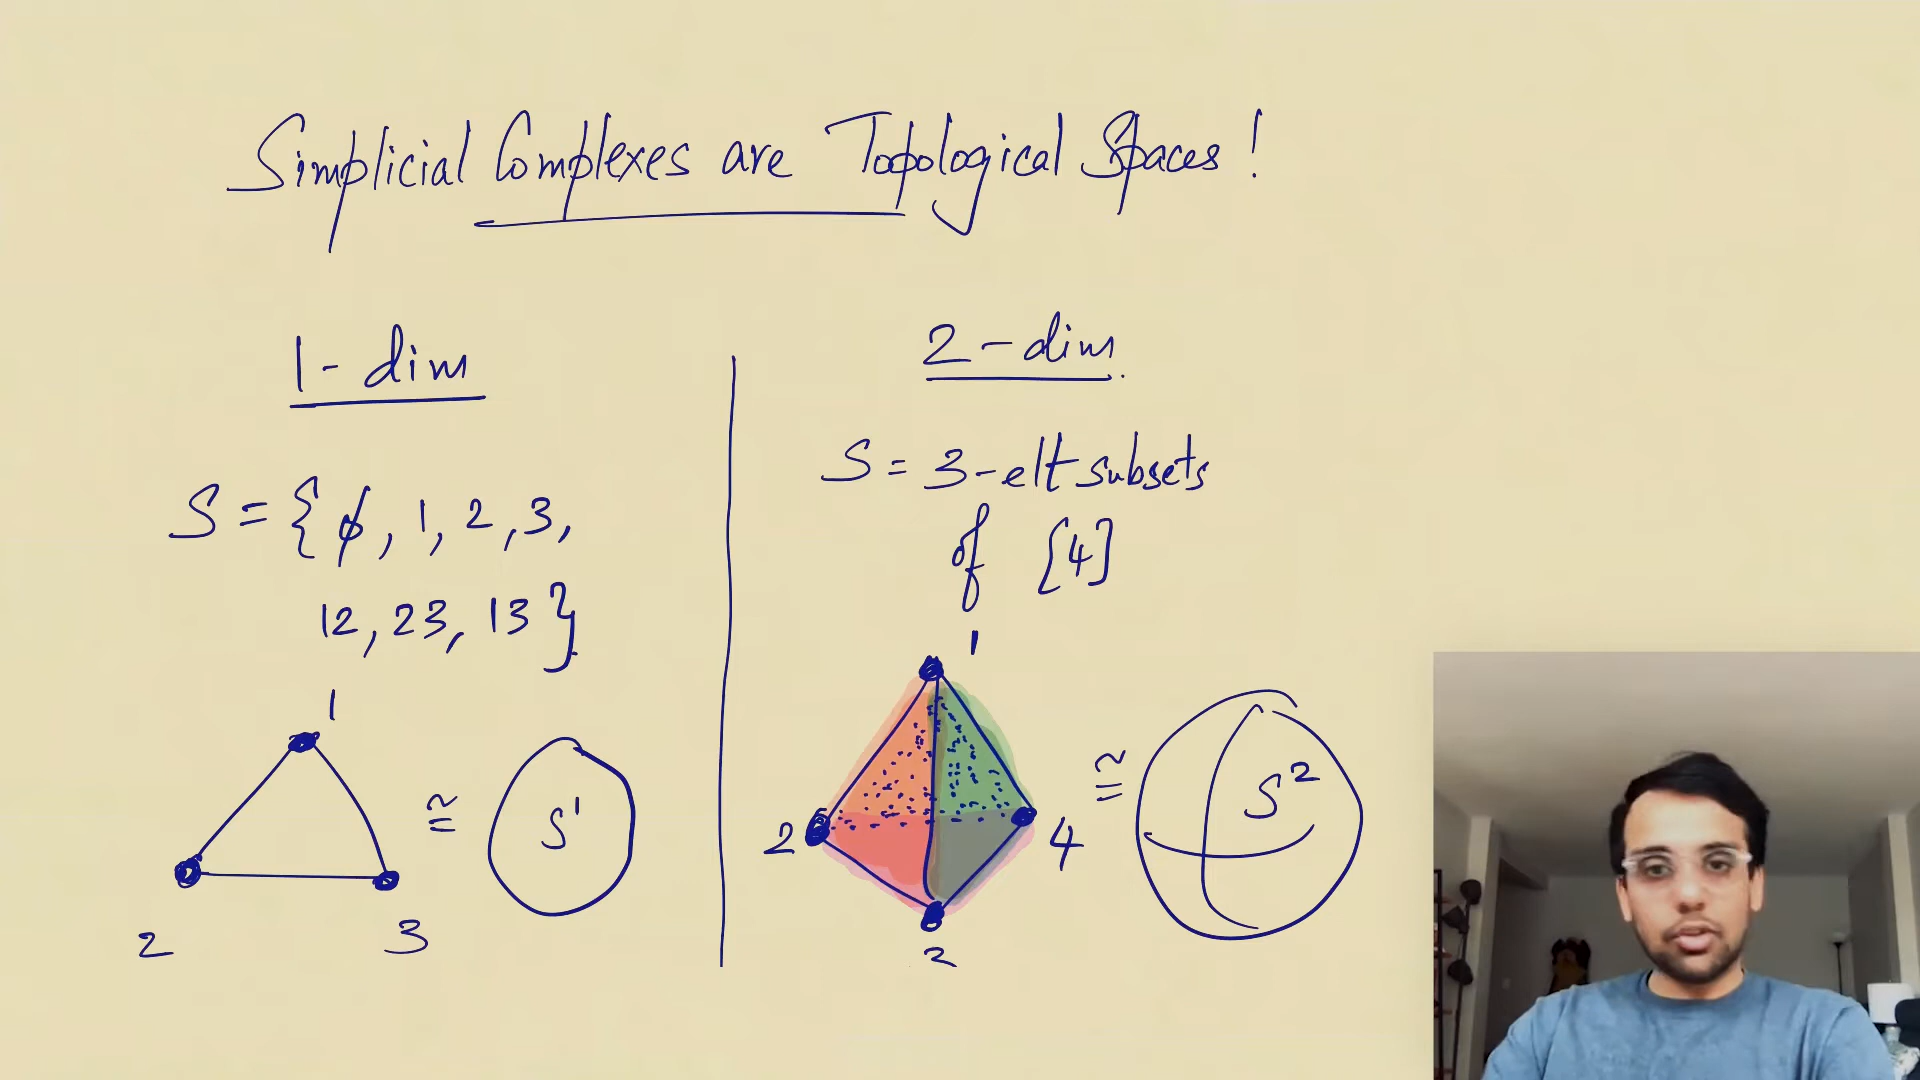 Simplicial Complexes are Topological Spaces!
1-dim
S = {ϕ, 1, 2, 3,
12, 23, 13}
1
2
3
≅
S¹
2-dim.
S = 3-elt subsets
of [4]
1
2
4
2
≅
S²